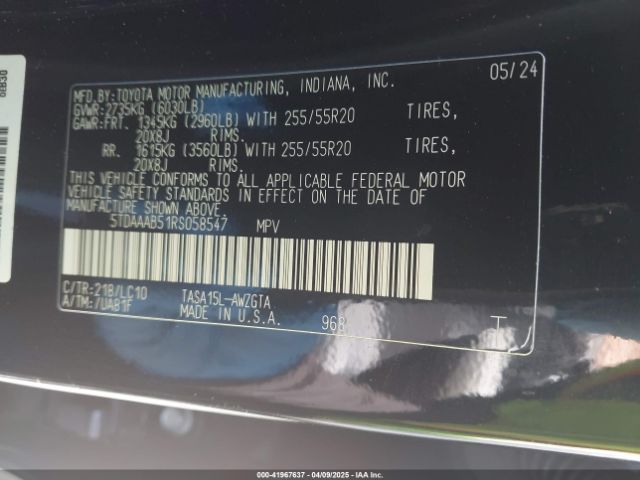 MFD.BY:TOYOTA MOTOR MANUFACTURING, INDIANA, INC. 05/24
GVWR:2735KG (6030LB)
GAWR:FRT. 1345KG (2960LB) WITH 255/55R20 TIRES,
20X8J RIMS.
RR. 1615KG (3560LB) WITH 255/55R20 TIRES,
20X8J RIMS.
THIS VEHICLE CONFORMS TO ALL APPLICABLE FEDERAL MOTOR
VEHICLE SAFETY STANDARDS IN EFFECT ON THE DATE OF
MANUFACTURE SHOWN ABOVE.
5TDAAAB51RS058547 MPV
C/TR:218/LC10 TASA15L-AWZGTA
A/TM:7UAB1F MADE IN U.S.A. 968 T
000-41967637 - 04/09/2025 - IAA Inc.